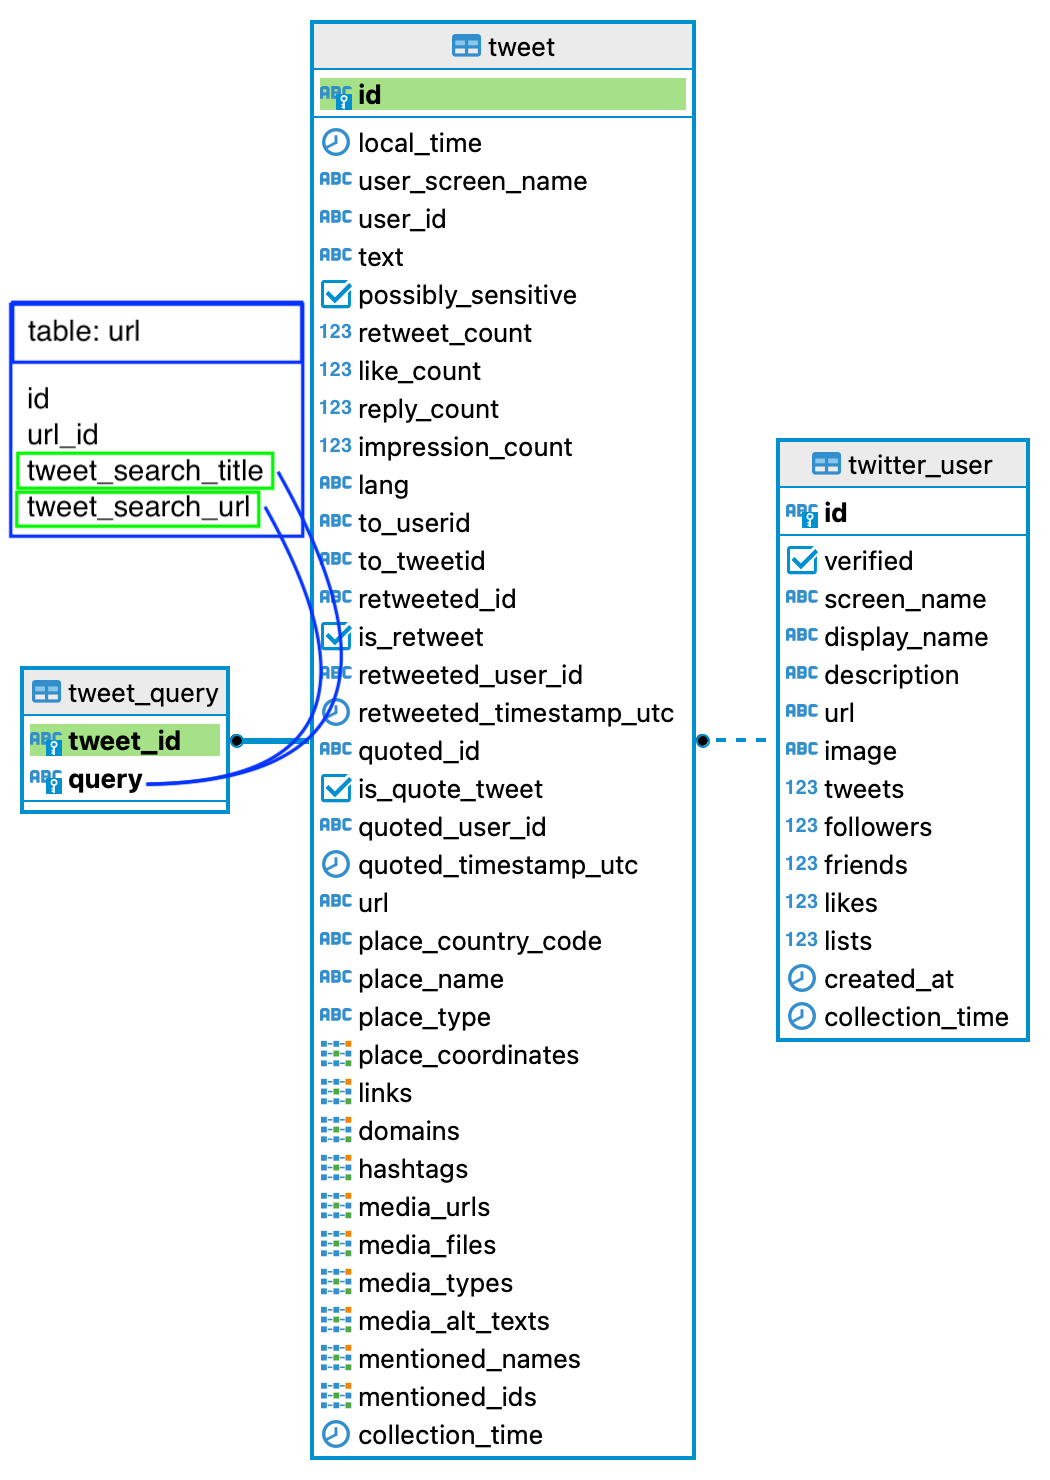 tweet
ABC id
local_time
ABC user_screen_name
ABC user_id
ABC text
possibly_sensitive
123 retweet_count
123 like_count
123 reply_count
123 impression_count
ABC lang
ABC to_userid
ABC to_tweetid
ABC retweeted_id
is_retweet
ABC retweeted_user_id
retweeted_timestamp_utc
ABC quoted_id
is_quote_tweet
ABC quoted_user_id
quoted_timestamp_utc
ABC url
ABC place_country_code
ABC place_name
ABC place_type
place_coordinates
links
domains
hashtags
media_urls
media_files
media_types
media_alt_texts
mentioned_names
mentioned_ids
collection_time
table: url
id
url_id
tweet_search_title
tweet_search_url
tweet_query
ABC tweet_id
ABC query
twitter_user
ABC id
verified
ABC screen_name
ABC display_name
ABC description
ABC url
ABC image
123 tweets
123 followers
123 friends
123 likes
123 lists
created_at
collection_time